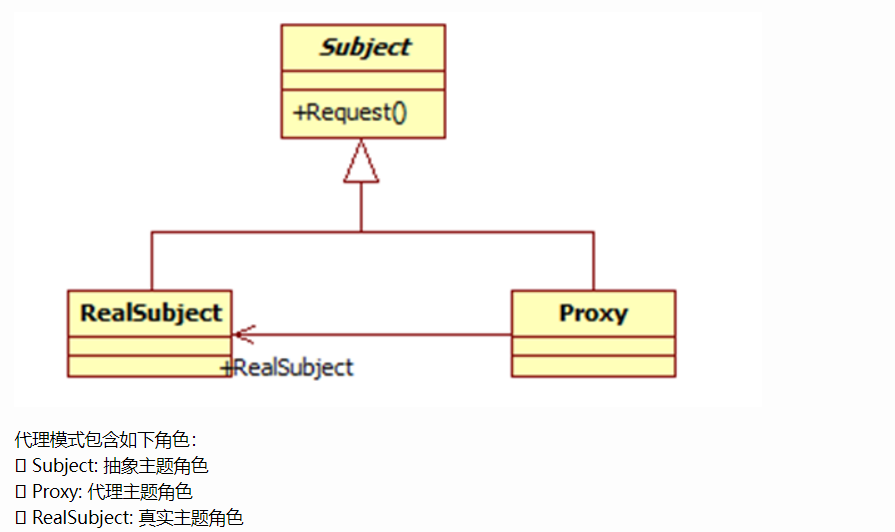 Subject
+Request()
RealSubject
Proxy
+RealSubject
代理模式包含如下角色：
▯ Subject: 抽象主题角色
▯ Proxy: 代理主题角色
▯ RealSubject: 真实主题角色